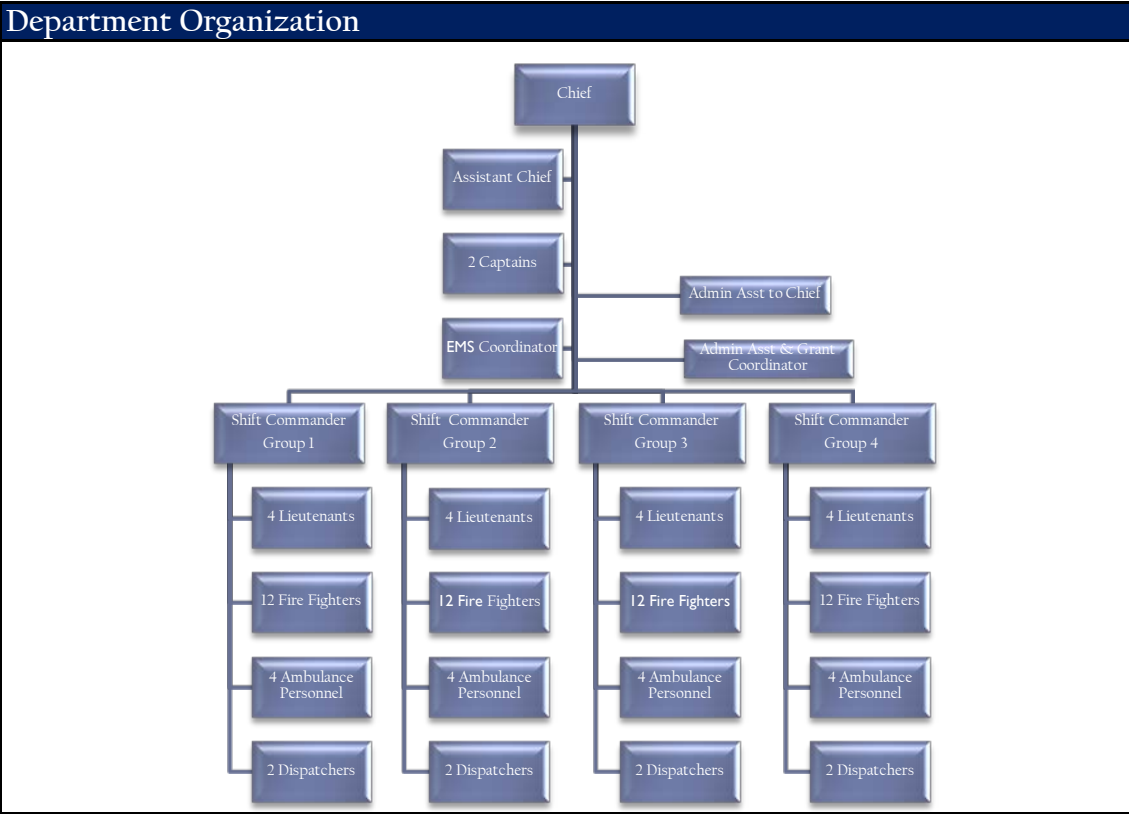 Department Organization
Chief
Assistant Chief
2 Captains
Admin Asst to Chief
EMS Coordinator
Admin Asst & Grant
Coordinator
Shift Commander
Group 1
Shift Commander
Group 2
Shift Commander
Group 3
Shift Commander
Group 4
4 Lieutenants
4 Lieutenants
4 Lieutenants
4 Lieutenants
12 Fire Fighters
12 Fire Fighters
12 Fire Fighters
12 Fire Fighters
4 Ambulance
Personnel
4 Ambulance
Personnel
4 Ambulance
Personnel
4 Ambulance
Personnel
2 Dispatchers
2 Dispatchers
2 Dispatchers
2 Dispatchers